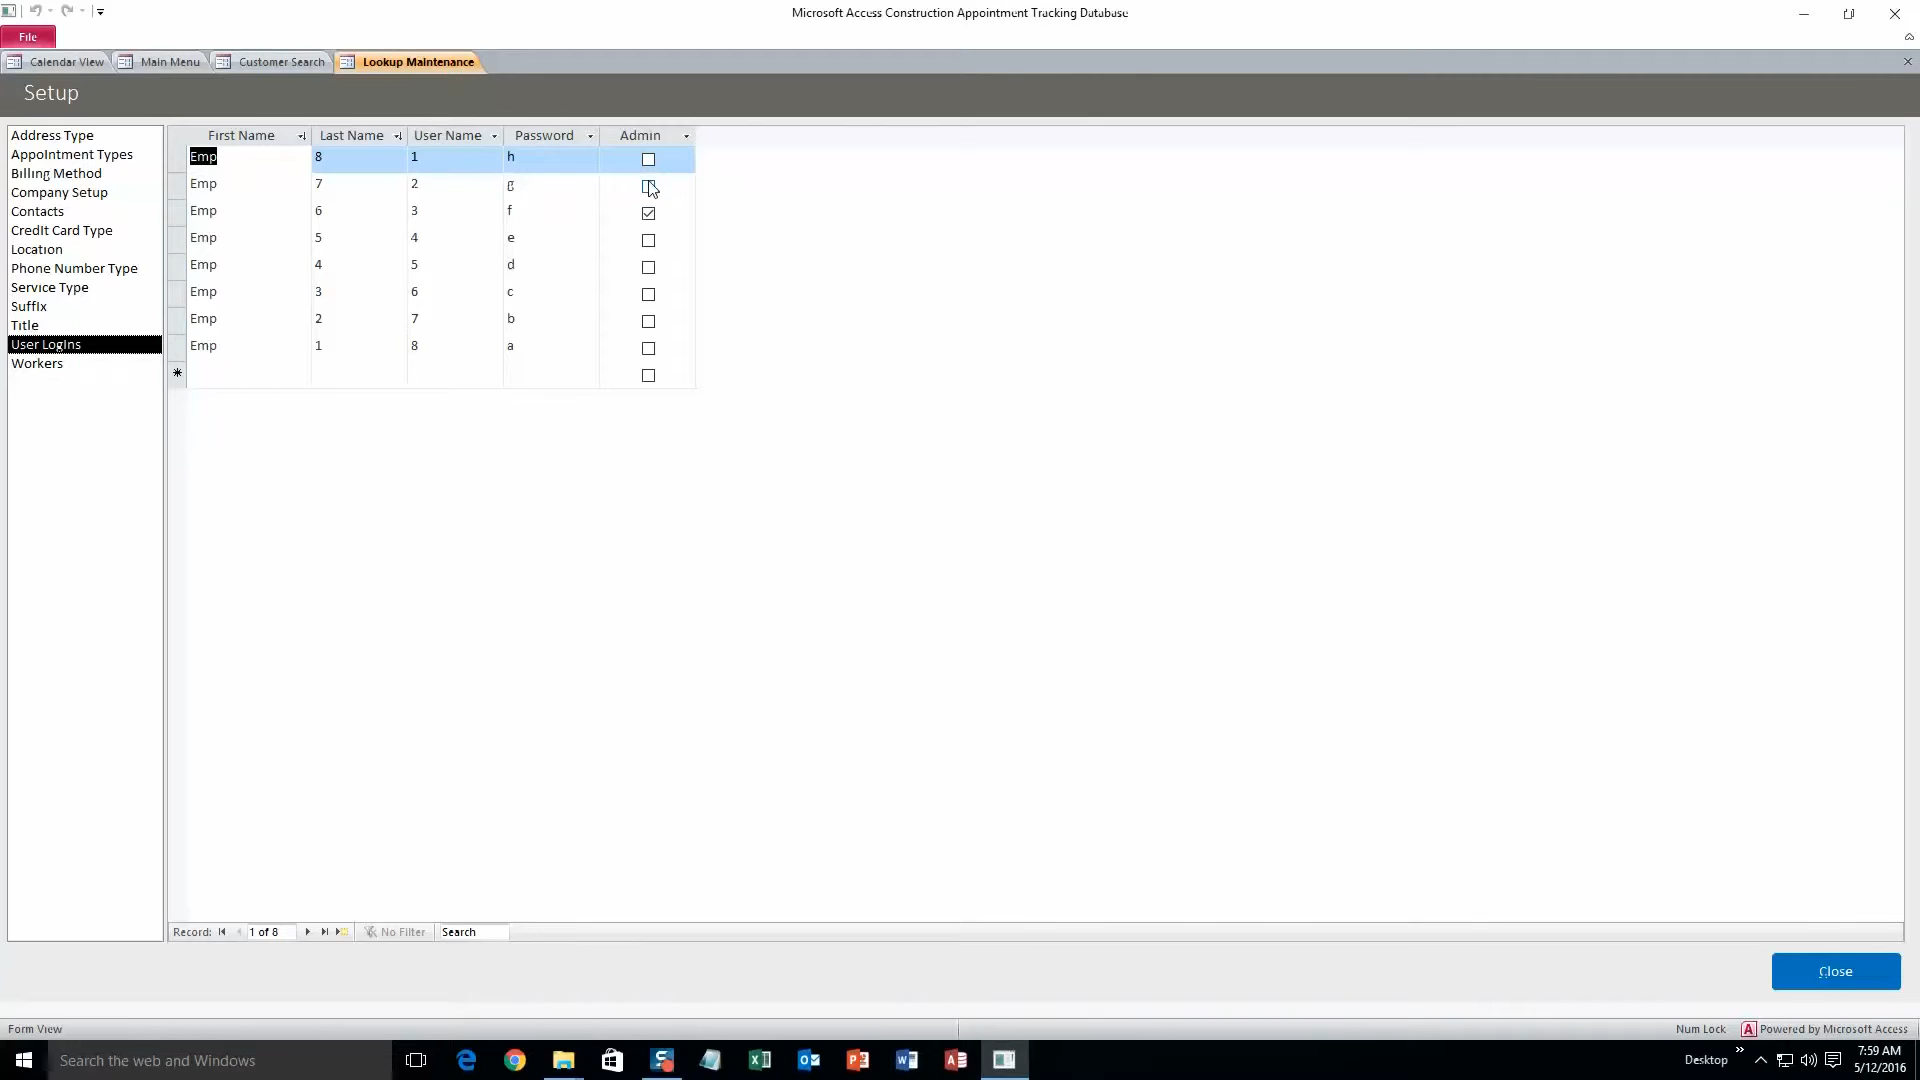 Microsoft Access Construction Appointment Tracking Database
File
Calendar View Main Menu Customer Search Lookup Maintenance
Setup
Address Type
Appointment Types
Billing Method
Company Setup
Contacts
Credit Card Type
Location
Phone Number Type
Service Type
Suffix
Title
User LogIns
Workers
First Name Last Name User Name Password Admin
Emp 8 1 h
Emp 7 2 g
Emp 6 3 f
Emp 5 4 e
Emp 4 5 d
Emp 3 6 c
Emp 2 7 b
Emp 1 8 a
Record: 1 of 8 No Filter Search
Close
Form View Num Lock Powered by Microsoft Access
Search the web and Windows
Desktop
7:59 AM
5/12/2016